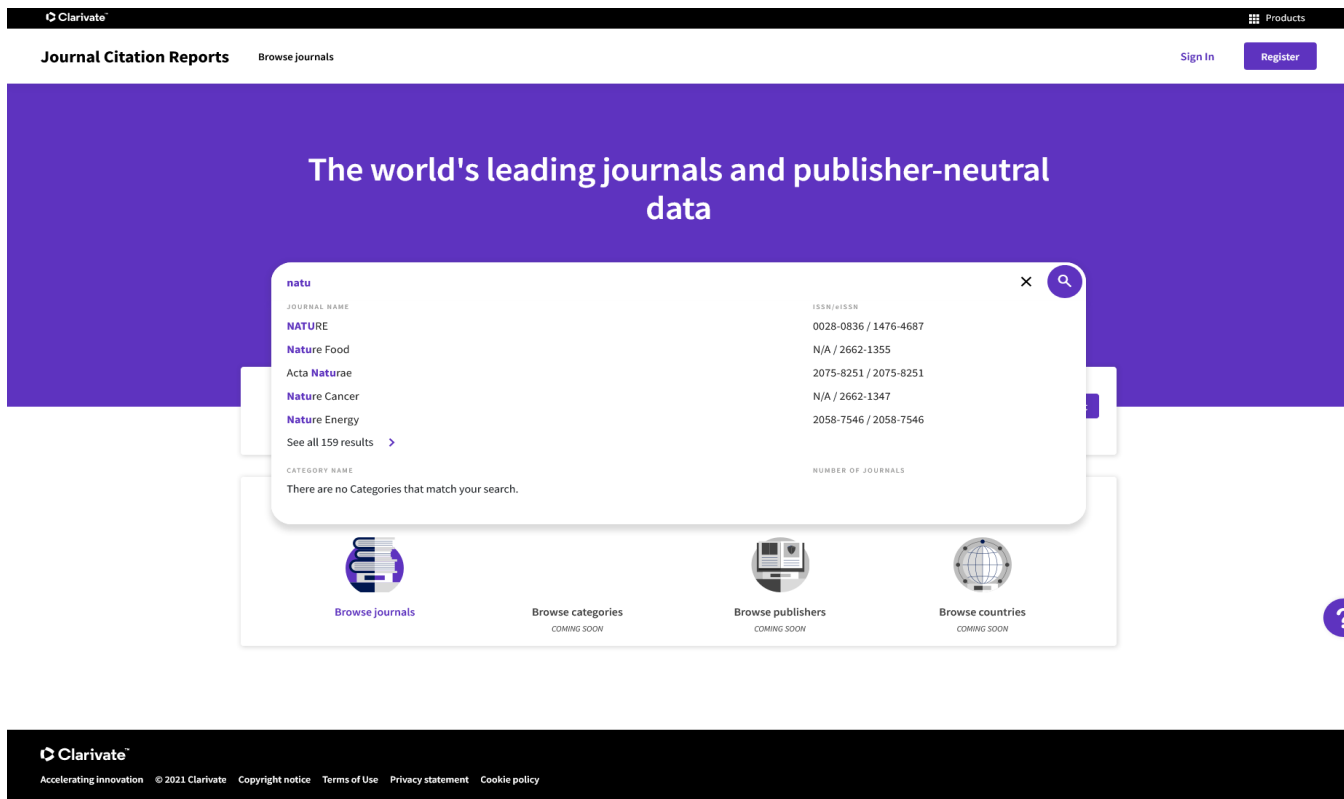 Clarivate™
Products
Journal Citation Reports
Browse journals
Sign In
Register
The world's leading journals and publisher-neutral
data
natu
JOURNAL NAME ISSN/eISSN
NATURE 0028-0836 / 1476-4687
Nature Food N/A / 2662-1355
Acta Naturae 2075-8251 / 2075-8251
Nature Cancer N/A / 2662-1347
Nature Energy 2058-7546 / 2058-7546
See all 159 results
CATEGORY NAME NUMBER OF JOURNALS
There are no Categories that match your search.
Browse journals
Browse categories
COMING SOON
Browse publishers
COMING SOON
Browse countries
COMING SOON
?
Clarivate™
Accelerating innovation © 2021 Clarivate Copyright notice Terms of Use Privacy statement Cookie policy